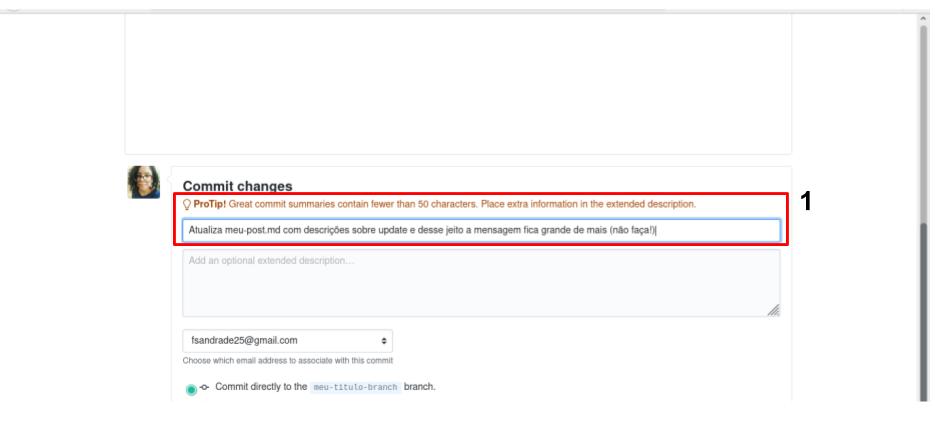 Commit changes
ProTip! Great commit summaries contain fewer than 50 characters. Place extra information in the extended description.
1
Atualiza meu-post.md com descrições sobre update e desse jeito a mensagem fica grande de mais (não faça!)
Add an optional extended description...
fsandrade25@gmail.com
Choose which email address to associate with this commit
Commit directly to the meu-titulo-branch branch.